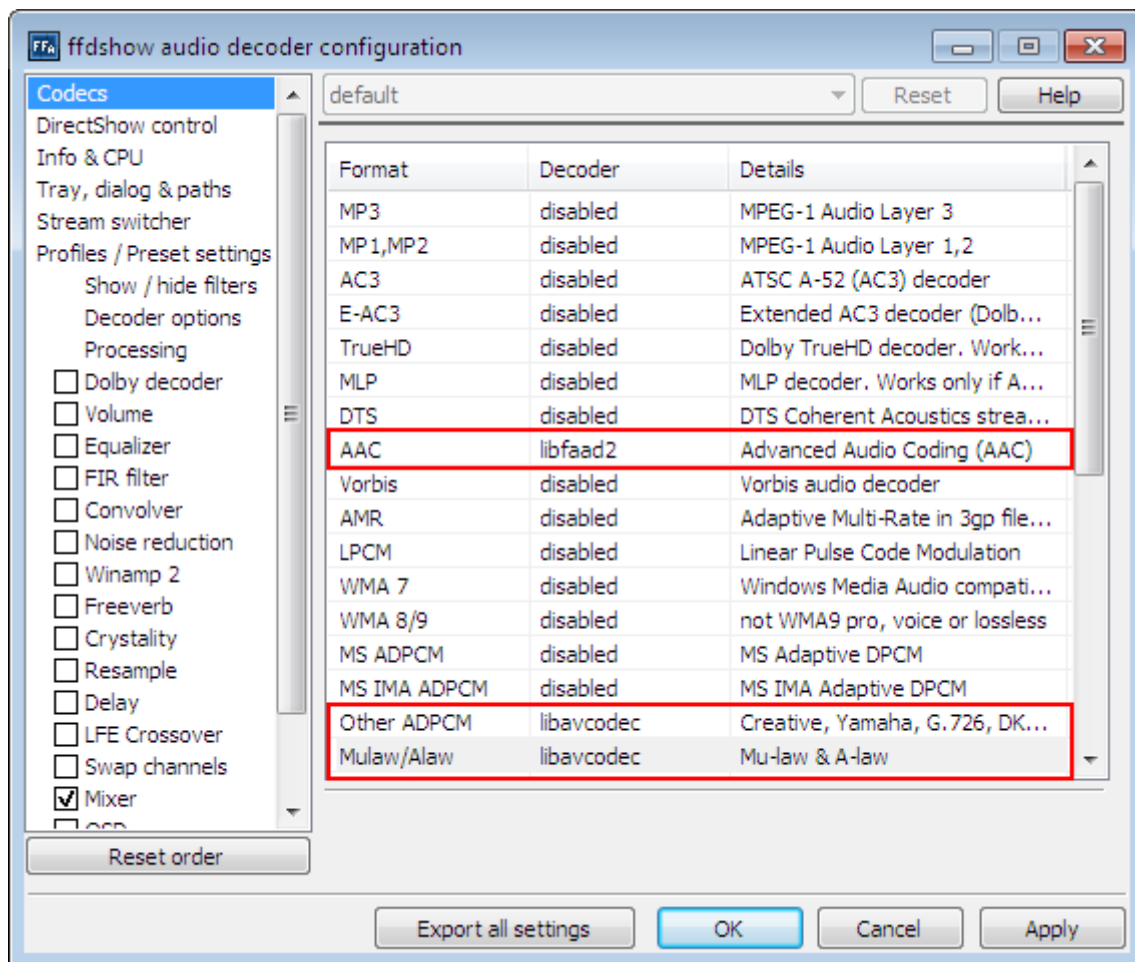 FFA ffdshow audio decoder configuration
Codecs
DirectShow control
Info & CPU
Tray, dialog & paths
Stream switcher
Profiles / Preset settings
Show / hide filters
Decoder options
Processing
Dolby decoder
Volume
Equalizer
FIR filter
Convolver
Noise reduction
Winamp 2
Freeverb
Crystality
Resample
Delay
LFE Crossover
Swap channels
Mixer
Reset order
default Reset Help
Format Decoder Details
MP3 disabled MPEG-1 Audio Layer 3
MP1,MP2 disabled MPEG-1 Audio Layer 1,2
AC3 disabled ATSC A-52 (AC3) decoder
E-AC3 disabled Extended AC3 decoder (Dolb...
TrueHD disabled Dolby TrueHD decoder. Work...
MLP disabled MLP decoder. Works only if A...
DTS disabled DTS Coherent Acoustics strea...
AAC libfaad2 Advanced Audio Coding (AAC)
Vorbis disabled Vorbis audio decoder
AMR disabled Adaptive Multi-Rate in 3gp file...
LPCM disabled Linear Pulse Code Modulation
WMA 7 disabled Windows Media Audio compati...
WMA 8/9 disabled not WMA9 pro, voice or lossless
MS ADPCM disabled MS Adaptive DPCM
MS IMA ADPCM disabled MS IMA Adaptive DPCM
Other ADPCM libavcodec Creative, Yamaha, G.726, DK...
Mulaw/Alaw libavcodec Mu-law & A-law
Export all settings OK Cancel Apply